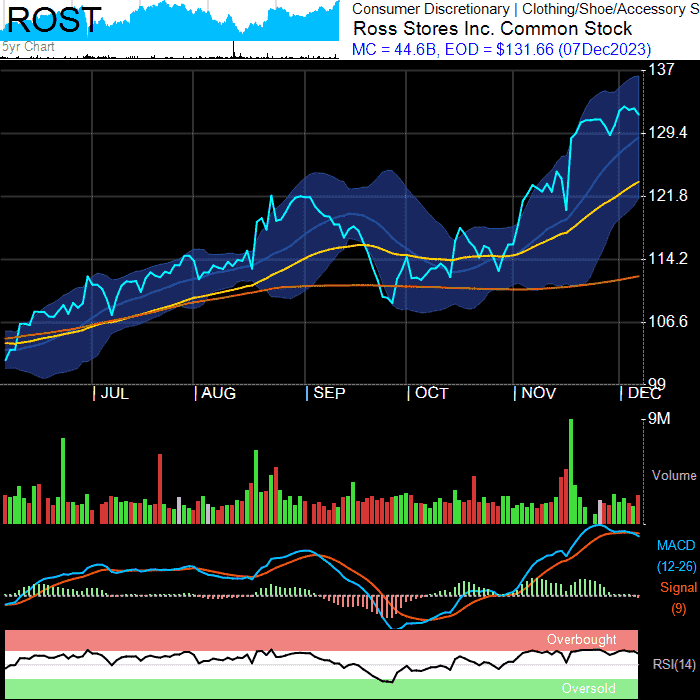 ROST
5yr Chart
Consumer Discretionary | Clothing/Shoe/Accessory S
Ross Stores Inc. Common Stock
MC = 44.6B, EOD = $131.66 (07Dec2023)
137
129.4
121.8
114.2
106.6
99
| JUL | AUG | SEP | OCT | NOV | DEC
9M
Volume
MACD
(12-26)
Signal
(9)
Overbought
RSI(14)
Oversold